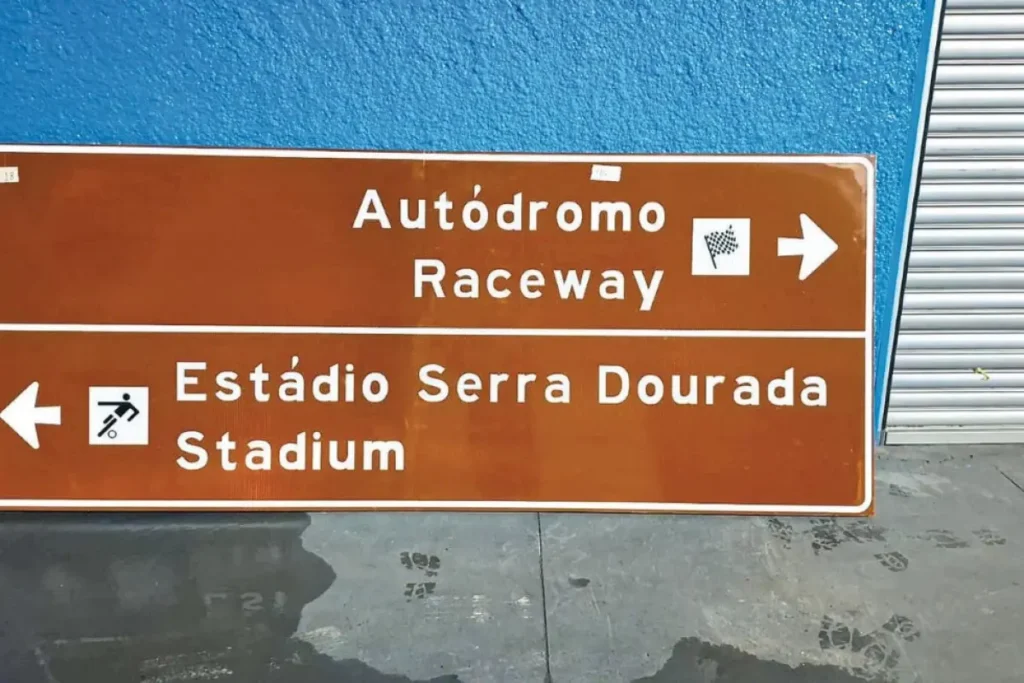 Autódromo
Raceway
Estádio Serra Dourada
Stadium